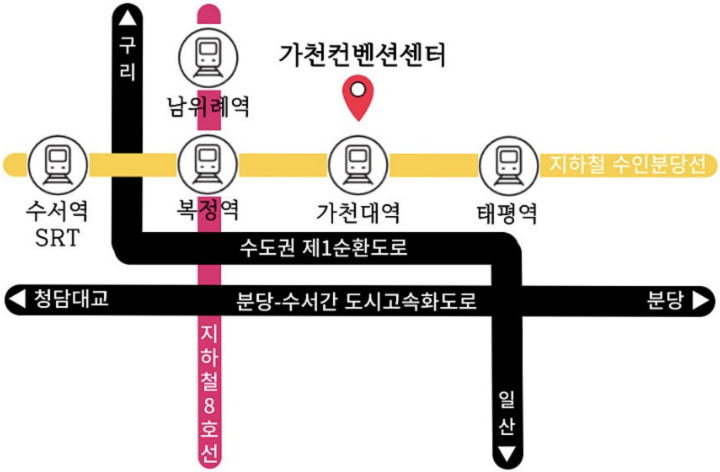 구리
가천컨벤션센터
남위례역
지하철 수인분당선
수서역
SRT
복정역
가천대역
태평역
수도권 제1순환도로
청담대교
분당-수서간 도시고속화도로
분당
지하철8호선
일산